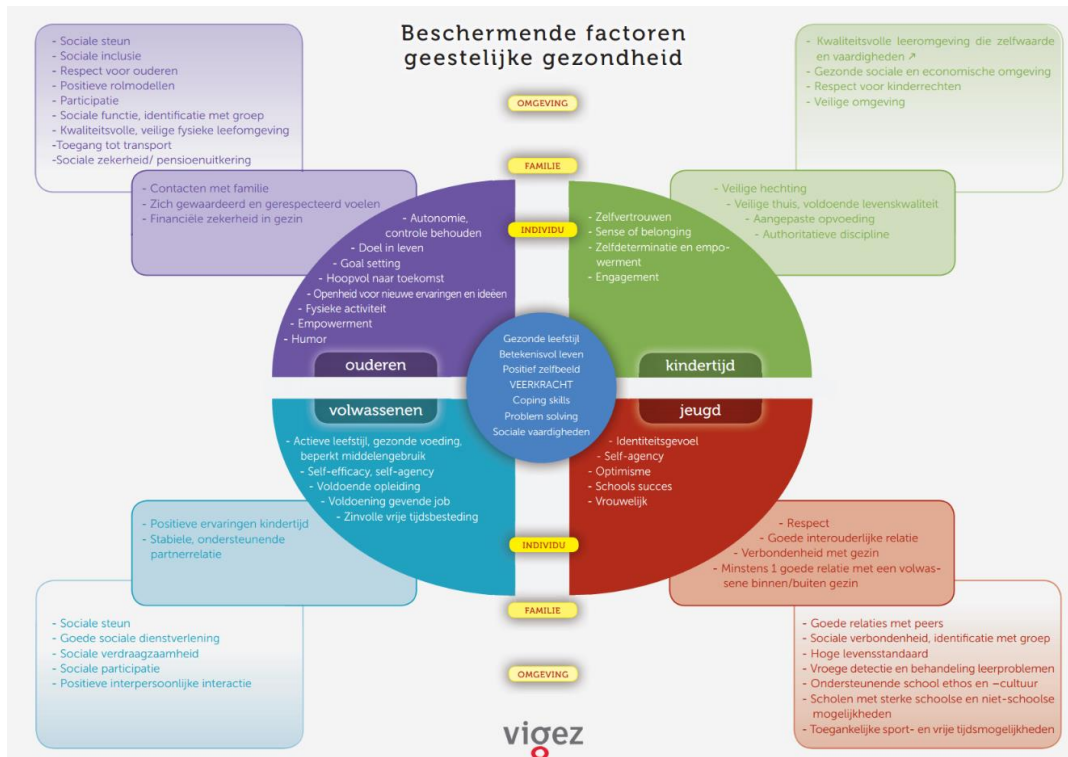 Beschermende factoren
geestelijke gezondheid
OMGEVING
FAMILIE
INDIVIDU
- Sociale steun
- Sociale inclusie
- Respect voor ouderen
- Positieve rolmodellen
- Participatie
- Sociale functie, identificatie met groep
- Kwaliteitsvolle, veilige fysieke leefomgeving
-Toegang tot transport
-Sociale zekerheid/ pensioenuitkering
- Contacten met familie
- Zich gewaardeerd en gerespecteerd voelen
- Financiële zekerheid in gezin
- Autonomie,
controle behouden
- Doel in leven
- Goal setting
- Hoopvol naar toekomst
- Openheid voor nieuwe ervaringen en ideëen
- Fysieke activiteit
- Empowerment
- Humor
ouderen
- Kwaliteitsvolle leeromgeving die zelfwaarde
en vaardigheden ↗
- Gezonde sociale en economische omgeving
- Respect voor kinderrechten
- Veilige omgeving
- Veilige hechting
- Veilige thuis, voldoende levenskwaliteit
- Aangepaste opvoeding
- Authoritatieve discipline
- Zelfvertrouwen
- Sense of belonging
- Zelfdeterminatie en empo-
werment
- Engagement
kindertijd
Gezonde leefstijl
Betekenisvol leven
Positief zelfbeeld
VEERKRACHT
Coping skills
Problem solving
Sociale vaardigheden
volwassenen
- Actieve leefstijl, gezonde voeding,
beperkt middelengebruik
- Self-efficacy, self-agency
- Voldoende opleiding
- Voldoening gevende job
- Zinvolle vrije tijdsbesteding
- Positieve ervaringen kindertijd
- Stabiele, ondersteunende
partnerrelatie
- Sociale steun
- Goede sociale dienstverlening
- Sociale verdraagzaamheid
- Sociale participatie
- Positieve interpersoonlijke interactie
jeugd
- Identiteitsgevoel
- Self-agency
- Optimisme
- Schools succes
- Vrouwelijk
- Respect
- Goede interouderlijke relatie
- Verbondenheid met gezin
- Minstens 1 goede relatie met een volwas-
sene binnen/buiten gezin
- Goede relaties met peers
- Sociale verbondenheid, identificatie met groep
- Hoge levensstandaard
- Vroege detectie en behandeling leerproblemen
- Ondersteunende school ethos en –cultuur
- Scholen met sterke schoolse en niet-schoolse
mogelijkheden
- Toegankelijke sport- en vrije tijdsmogelijkheden
INDIVIDU
FAMILIE
OMGEVING
vigez